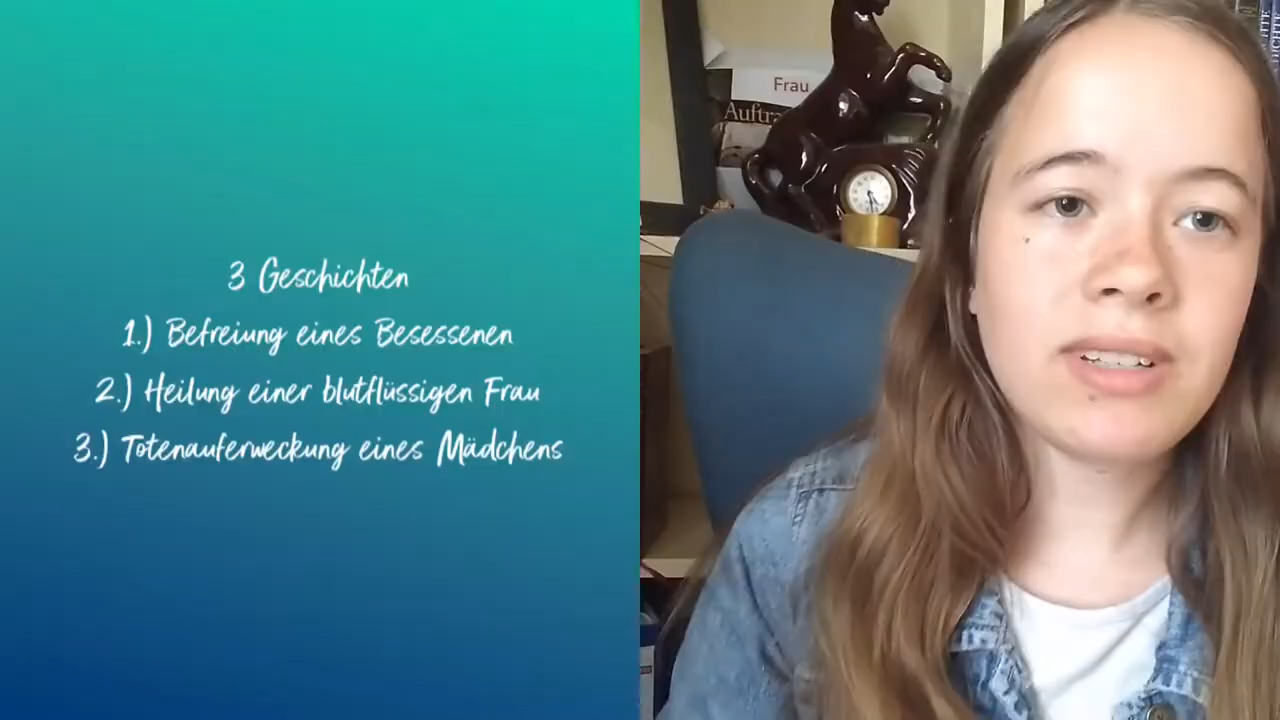 3 Geschichten
1.) Befreiung eines Besessenen
2.) Heilung einer blutflüssigen Frau
3.) Totenauferweckung eines Mädchens
Frau